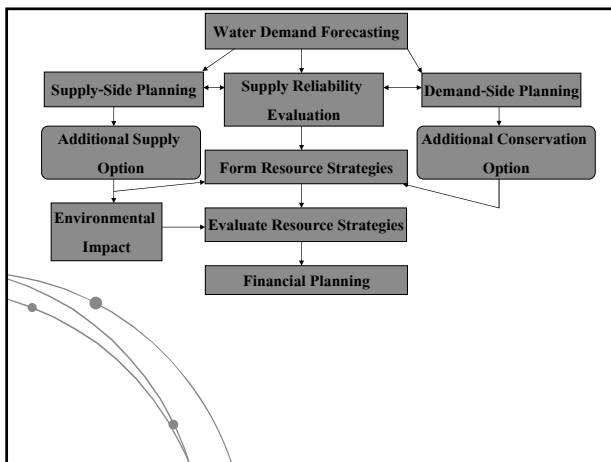 Water Demand Forecasting
Supply-Side Planning
Supply Reliability
Evaluation
Demand-Side Planning
Additional Supply
Option
Additional Conservation
Option
Form Resource Strategies
Environmental
Impact
Evaluate Resource Strategies
Financial Planning